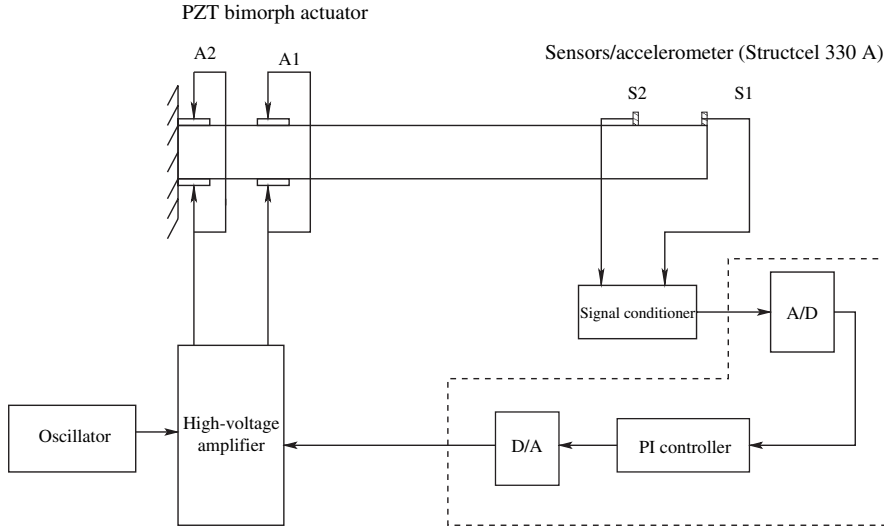 PZT bimorph actuator
A2
A1
Sensors/accelerometer (Structcel 330 A)
S2
S1
Signal conditioner
A/D
Oscillator
High-voltage
amplifier
D/A
PI controller